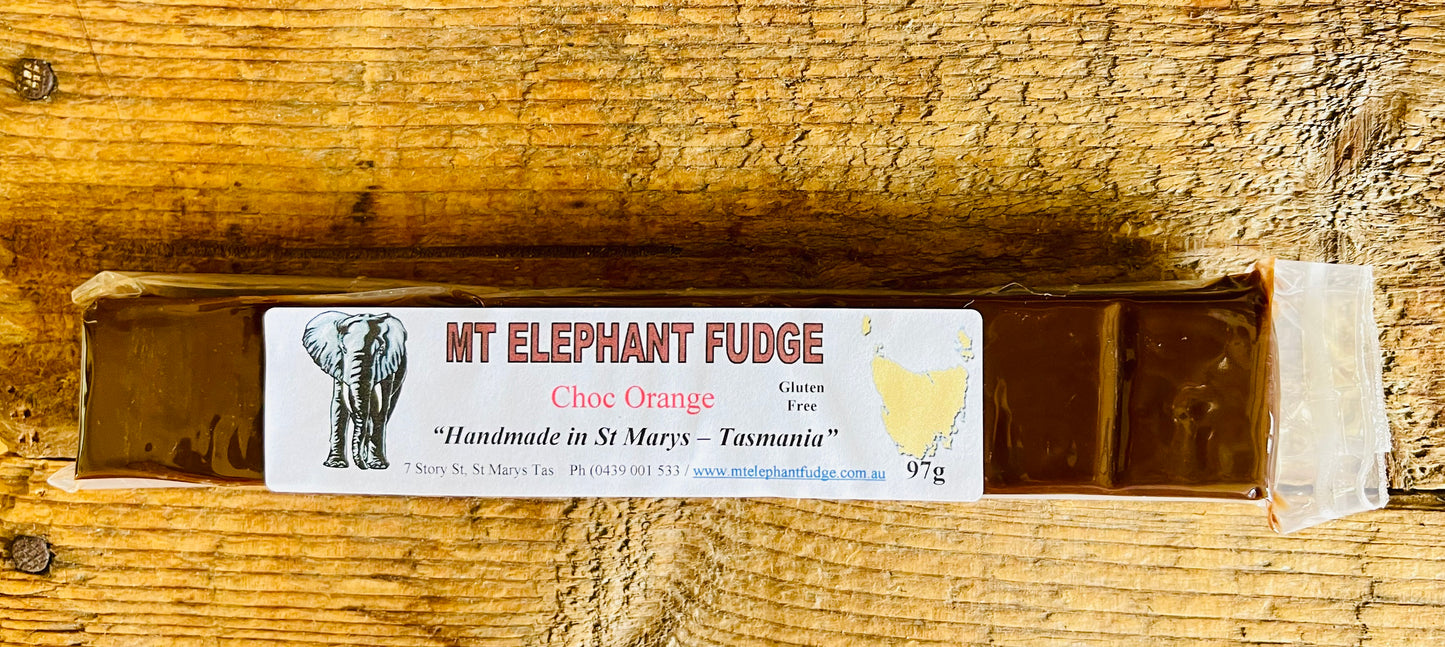 MT ELEPHANT FUDGE
Choc Orange
Gluten
Free
“Handmade in St Marys – Tasmania”
7 Story St, St Marys Tas Ph (0439 001 533 / www.mtelephantfudge.com.au
97g